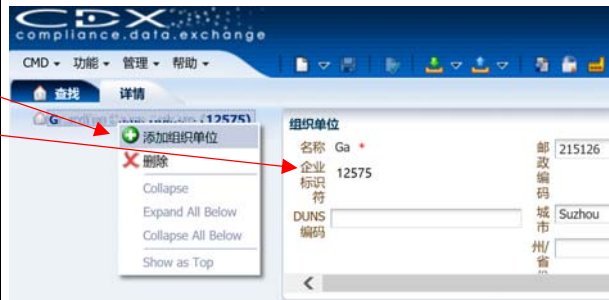 CDX
compliance.data.exchange
CMD 功能 管理 帮助
查找 详情
(12575)
添加组织单位
删除
Collapse
Expand All Below
Collapse All Below
Show as Top
组织单位
名称 Ga *
企业标识符 12575
DUNS 编码
邮政编码 215126
城市 Suzhou
州/省